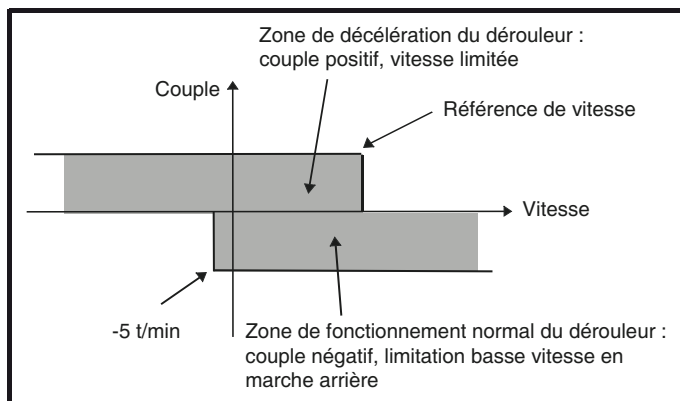 Zone de décélération du dérouleur :
couple positif, vitesse limitée
Couple
Référence de vitesse
Vitesse
-5 t/min
Zone de fonctionnement normal du dérouleur :
couple négatif, limitation basse vitesse en
marche arrière